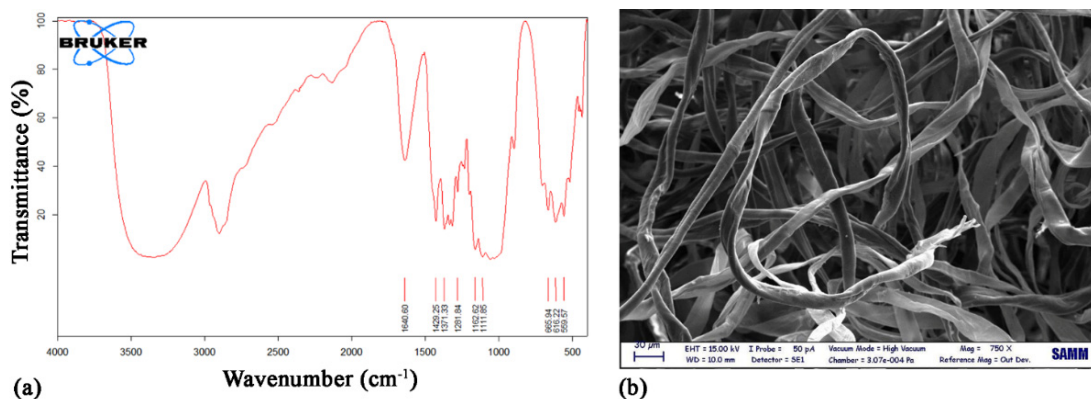 BRUKER
Transmittance (%)
100
80
60
40
20
4000
3500
3000
2500
2000
1500
1000
500
Wavenumber (cm⁻¹)
1640.60
1429.25
1371.33
1281.84
1162.62
1111.85
665.94
616.22
559.57
(a)
30 µm
EHT = 15.00 kV I Probe = 50 pA Vacuum Mode = High Vacuum Mag = 750 X SAMM
WD = 10.0 mm Detector = SE1 Chamber = 3.07e-004 Pa Reference Mag = Out Dev.
(b)